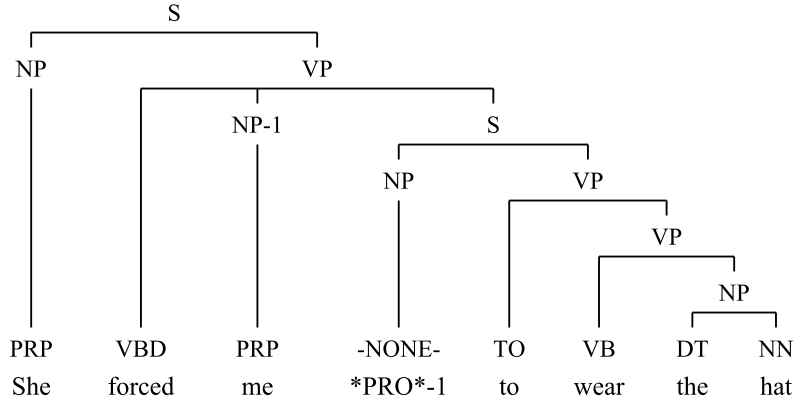 S
NP VP
NP-1 S
NP VP
VP
NP
PRP VBD PRP -NONE- TO VB DT NN
She forced me *PRO*-1 to wear the hat